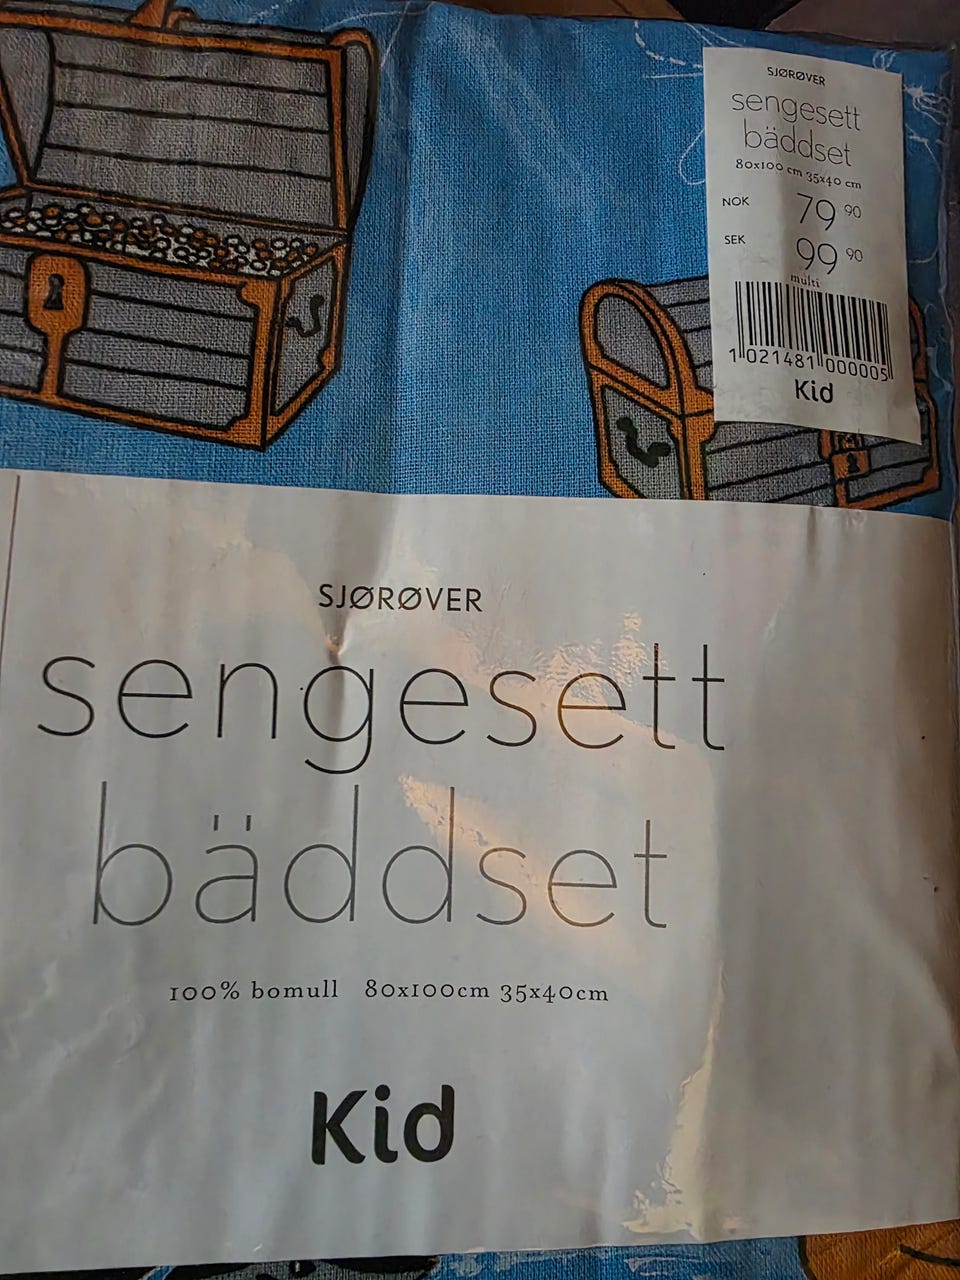 SJØRØVER
sengesett
bäddset
80x100 cm 35x40 cm
NOK 79 90
SEK 99 90
multi
1 021481 000005
Kid
SJØRØVER
sengesett
bäddset
100% bomull 80x100cm 35x40cm
Kid